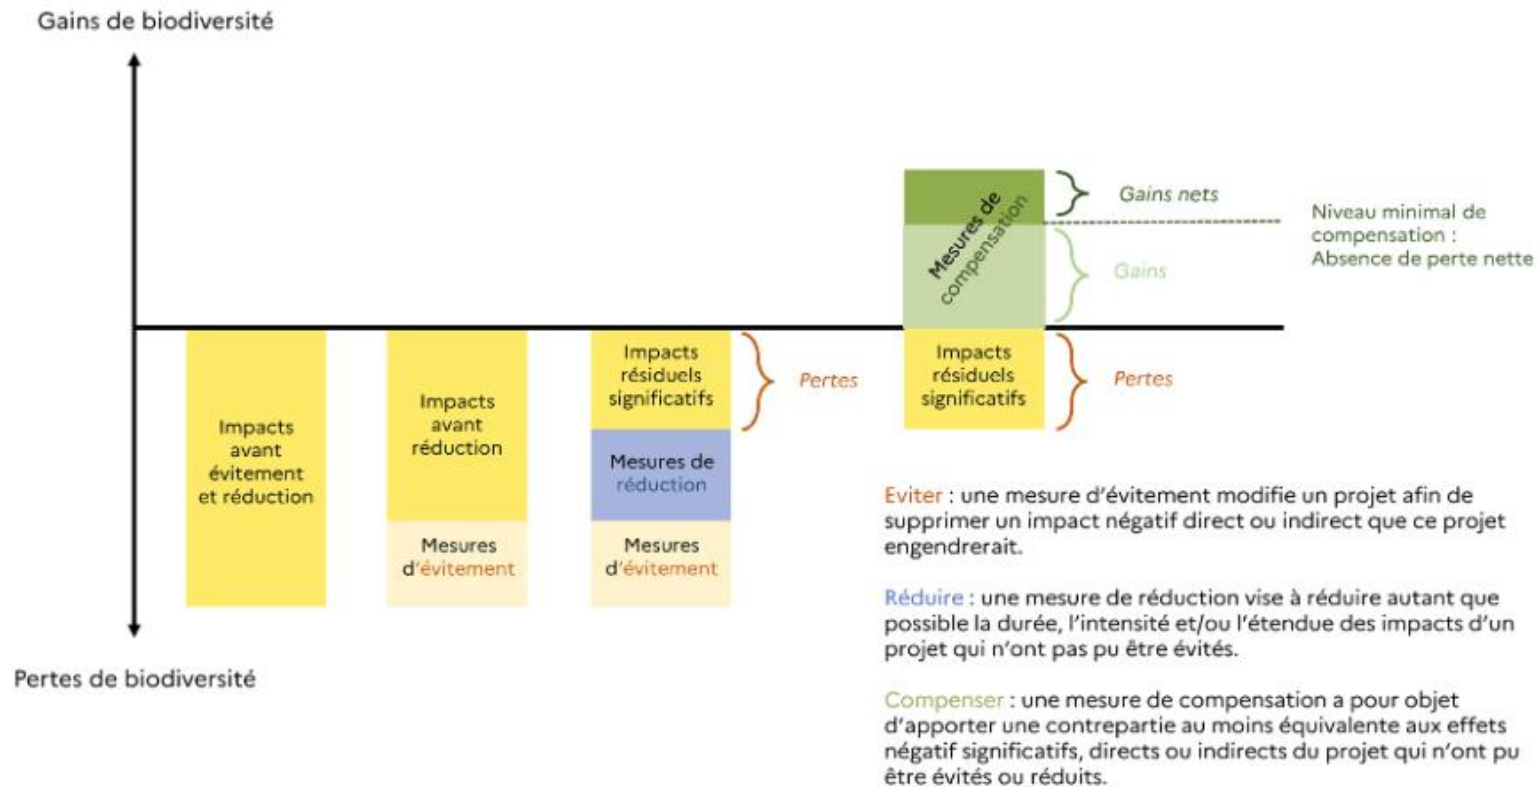 Gains de biodiversité
Mesures de
compensation
Gains nets
Niveau minimal de
compensation :
Absence de perte nette
Gains
Impacts
avant
évitement
et réduction
Impacts
avant
réduction
Mesures
d'évitement
Impacts
résiduels
significatifs
Mesures de
réduction
Mesures
d'évitement
Pertes
Impacts
résiduels
significatifs
Pertes
Pertes de biodiversité
Eviter : une mesure d'évitement modifie un projet afin de
supprimer un impact négatif direct ou indirect que ce projet
engendrerait.
Réduire : une mesure de réduction vise à réduire autant que
possible la durée, l'intensité et/ou l'étendue des impacts d'un
projet qui n'ont pas pu être évités.
Compenser : une mesure de compensation a pour objet
d'apporter une contrepartie au moins équivalente aux effets
négatif significatifs, directs ou indirects du projet qui n'ont pu
être évités ou réduits.